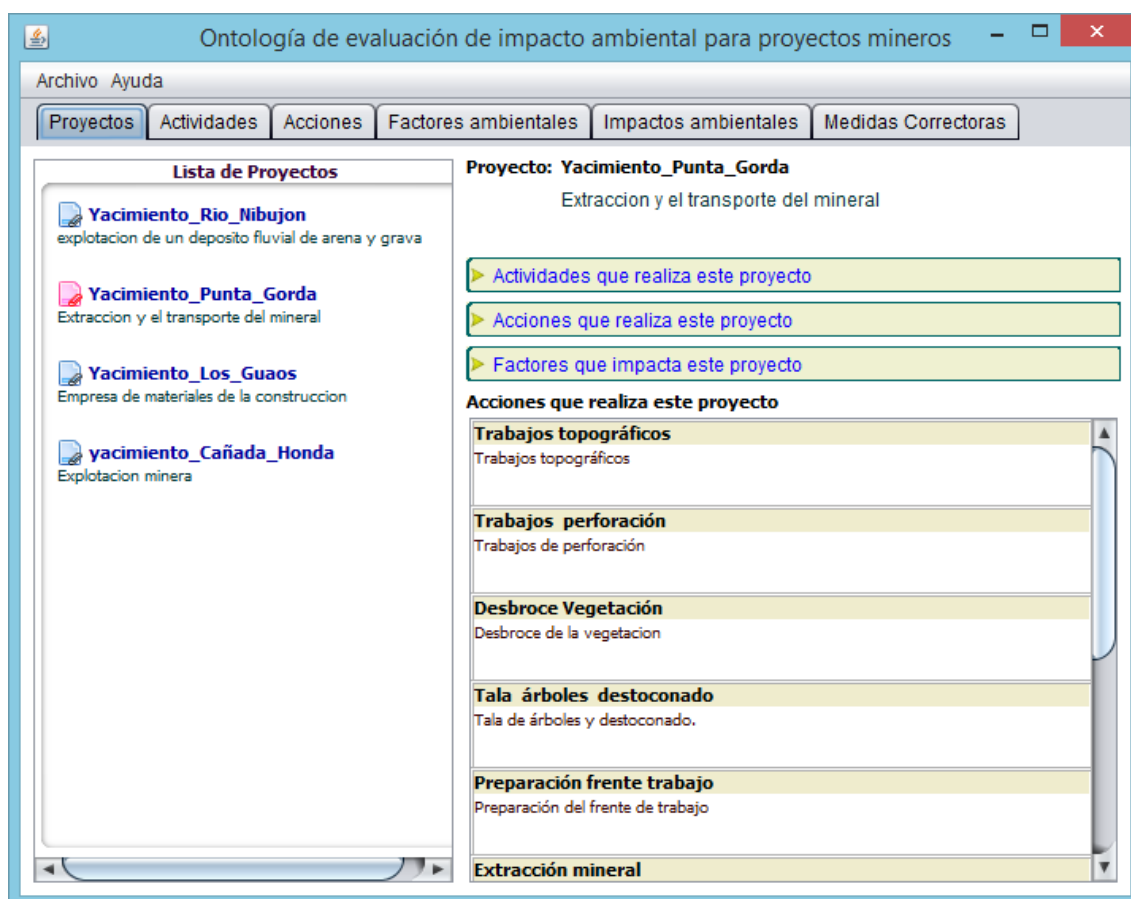 Ontología de evaluación de impacto ambiental para proyectos mineros
Archivo Ayuda
Proyectos Actividades Acciones Factores ambientales Impactos ambientales Medidas Correctoras
Lista de Proyectos
Yacimiento_Rio_Nibujon
explotacion de un deposito fluvial de arena y grava
Yacimiento_Punta_Gorda
Extraccion y el transporte del mineral
Yacimiento_Los_Guaos
Empresa de materiales de la construccion
yacimiento_Cañada_Honda
Explotacion minera
Proyecto: Yacimiento_Punta_Gorda
Extraccion y el transporte del mineral
Actividades que realiza este proyecto
Acciones que realiza este proyecto
Factores que impacta este proyecto
Acciones que realiza este proyecto
Trabajos topográficos
Trabajos topográficos
Trabajos perforación
Trabajos de perforación
Desbroce Vegetación
Desbroce de la vegetacion
Tala árboles destoconado
Tala de árboles y destoconado.
Preparación frente trabajo
Preparación del frente de trabajo
Extracción mineral